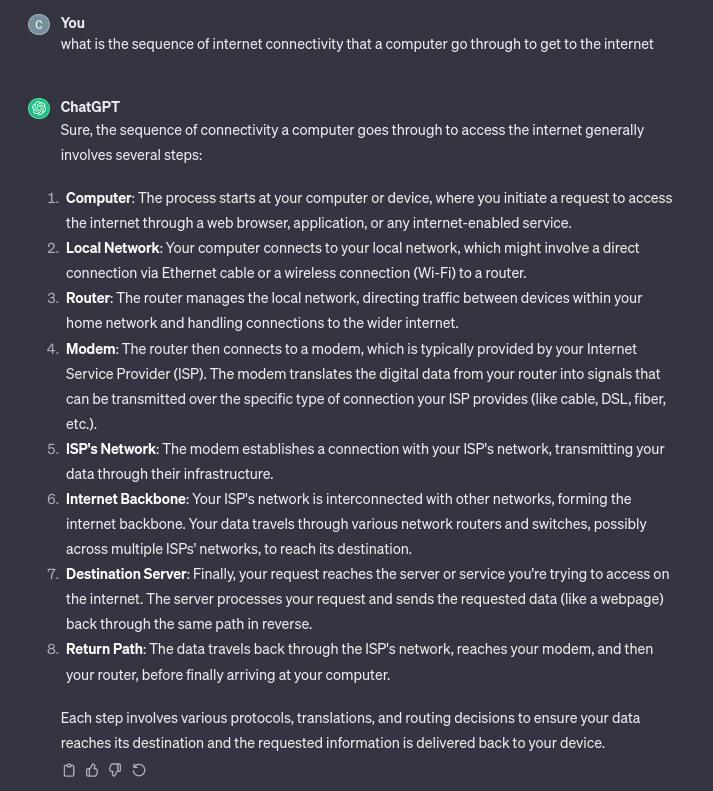 C
You
what is the sequence of internet connectivity that a computer go through to get to the internet
ChatGPT
Sure, the sequence of connectivity a computer goes through to access the internet generally
involves several steps:
1. Computer: The process starts at your computer or device, where you initiate a request to access
the internet through a web browser, application, or any internet-enabled service.
2. Local Network: Your computer connects to your local network, which might involve a direct
connection via Ethernet cable or a wireless connection (Wi-Fi) to a router.
3. Router: The router manages the local network, directing traffic between devices within your
home network and handling connections to the wider internet.
4. Modem: The router then connects to a modem, which is typically provided by your Internet
Service Provider (ISP). The modem translates the digital data from your router into signals that
can be transmitted over the specific type of connection your ISP provides (like cable, DSL, fiber,
etc.).
5. ISP's Network: The modem establishes a connection with your ISP's network, transmitting your
data through their infrastructure.
6. Internet Backbone: Your ISP's network is interconnected with other networks, forming the
internet backbone. Your data travels through various network routers and switches, possibly
across multiple ISPs' networks, to reach its destination.
7. Destination Server: Finally, your request reaches the server or service you're trying to access on
the internet. The server processes your request and sends the requested data (like a webpage)
back through the same path in reverse.
8. Return Path: The data travels back through the ISP's network, reaches your modem, and then
your router, before finally arriving at your computer.
Each step involves various protocols, translations, and routing decisions to ensure your data
reaches its destination and the requested information is delivered back to your device.